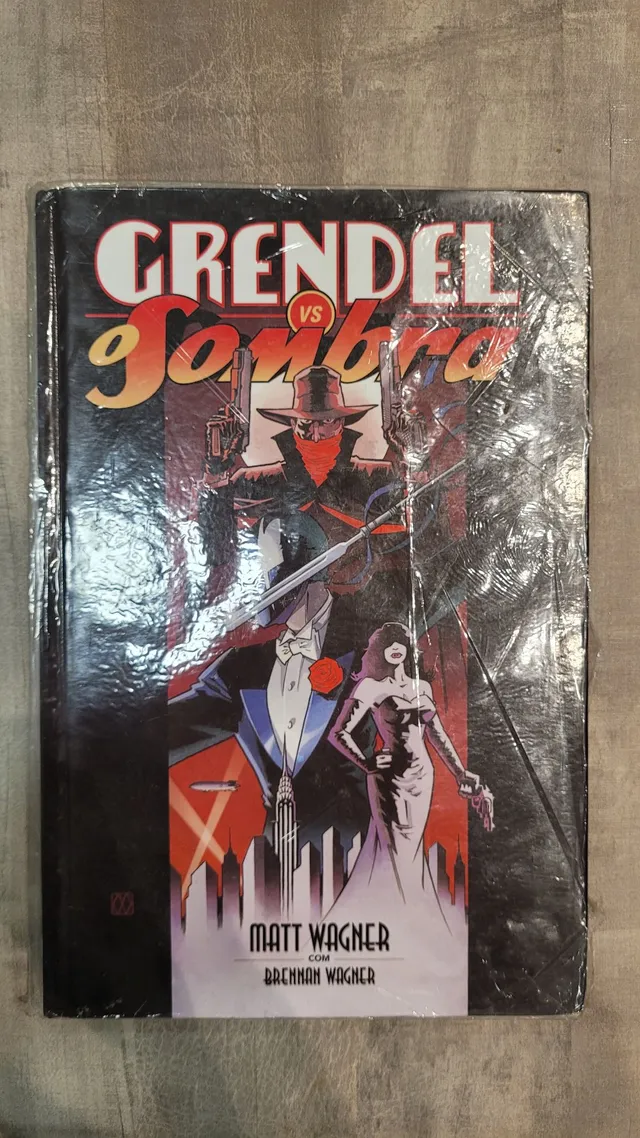 GRENDEL
VS
O Sombra
MATT WAGNER
COM
BRENNAN WAGNER